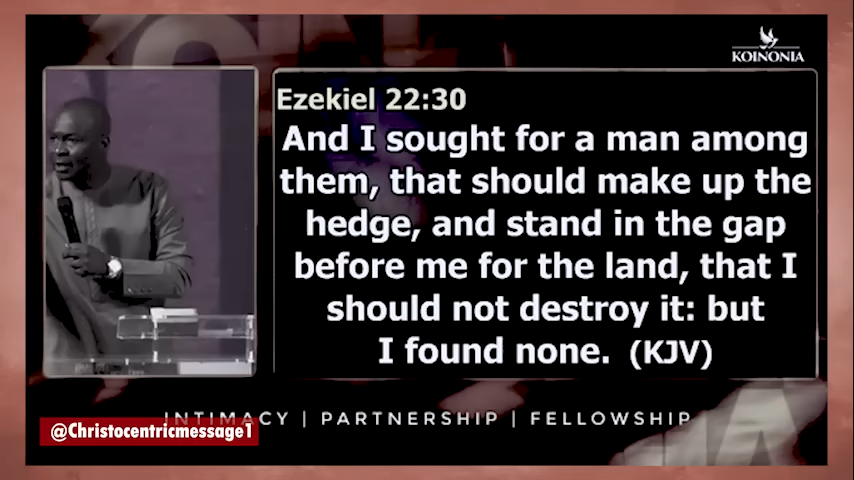 KOINONIA
Ezekiel 22:30
And I sought for a man among
them, that should make up the
hedge, and stand in the gap
before me for the land, that I
should not destroy it: but
I found none. (KJV)
INTIMACY | PARTNERSHIP | FELLOWSHIP
@Christocentricmessage1